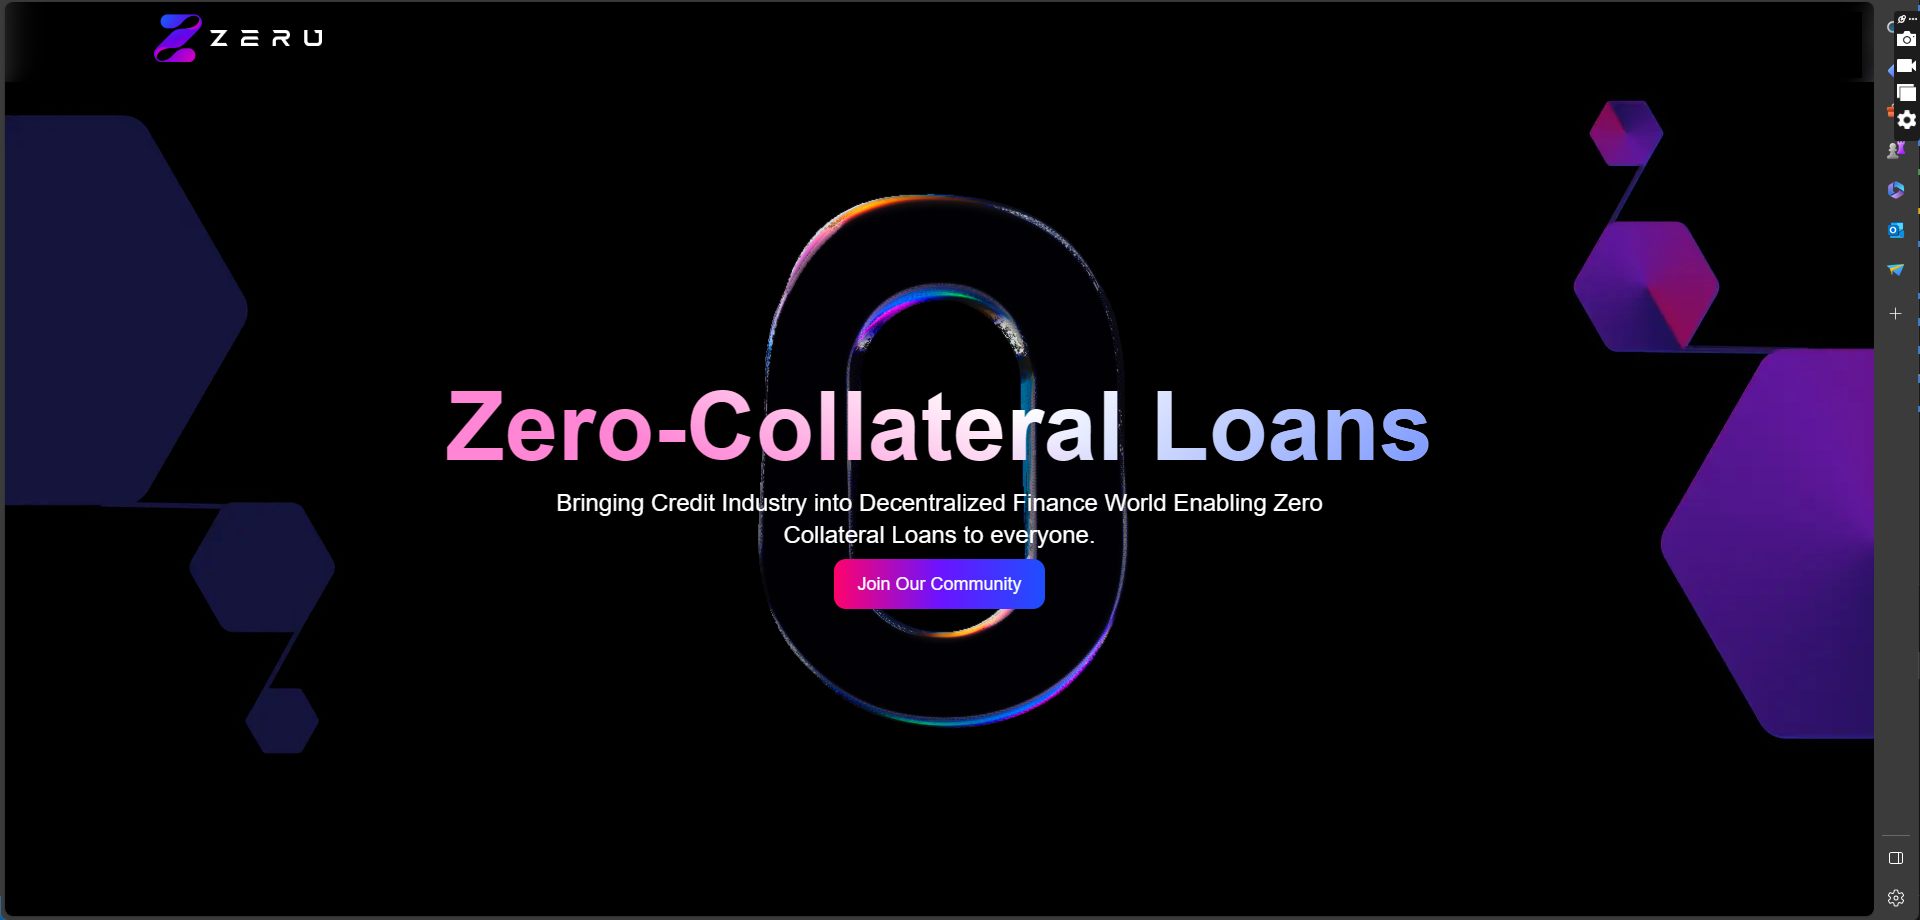 ZERU
Zero-Collateral Loans
Bringing Credit Industry into Decentralized Finance World Enabling Zero
Collateral Loans to everyone.
Join Our Community